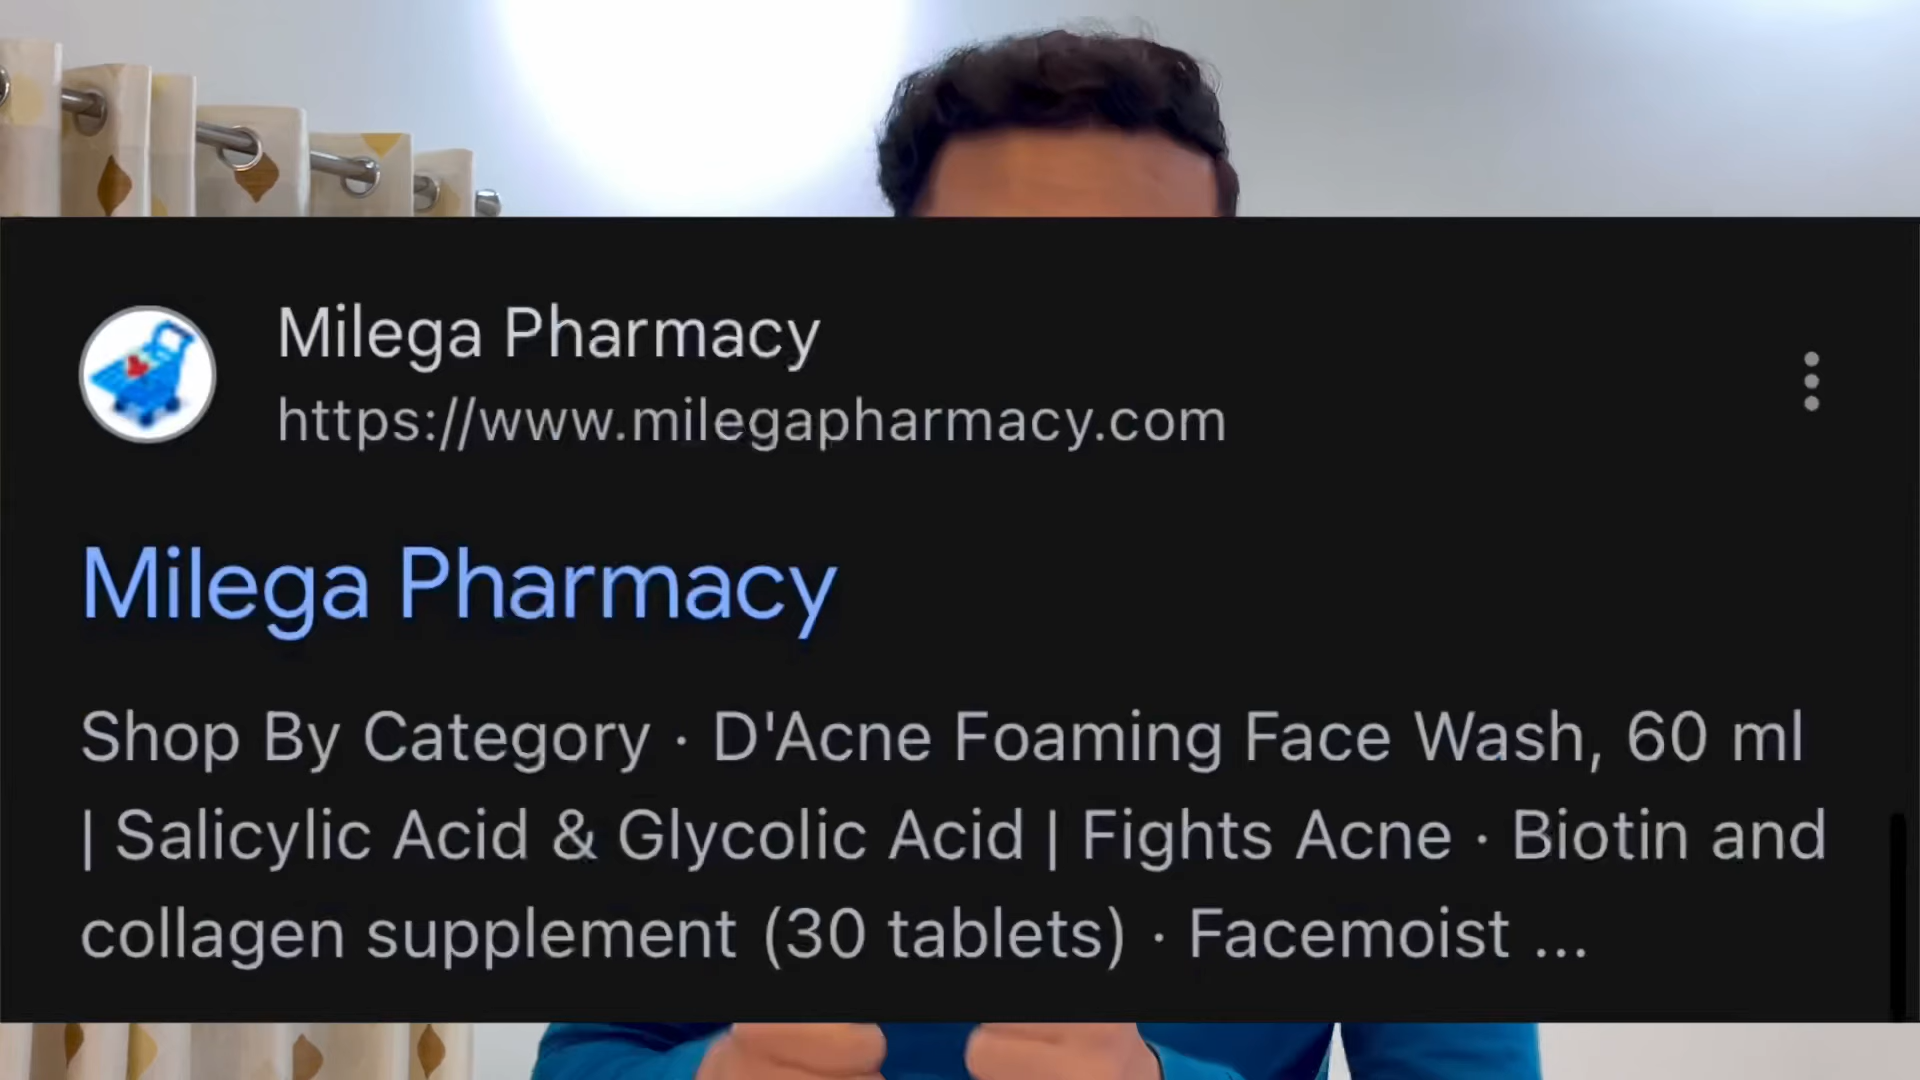 Milega Pharmacy
https://www.milegapharmacy.com
Milega Pharmacy
Shop By Category · D'Acne Foaming Face Wash, 60 ml
| Salicylic Acid & Glycolic Acid | Fights Acne · Biotin and
collagen supplement (30 tablets) · Facemoist ...